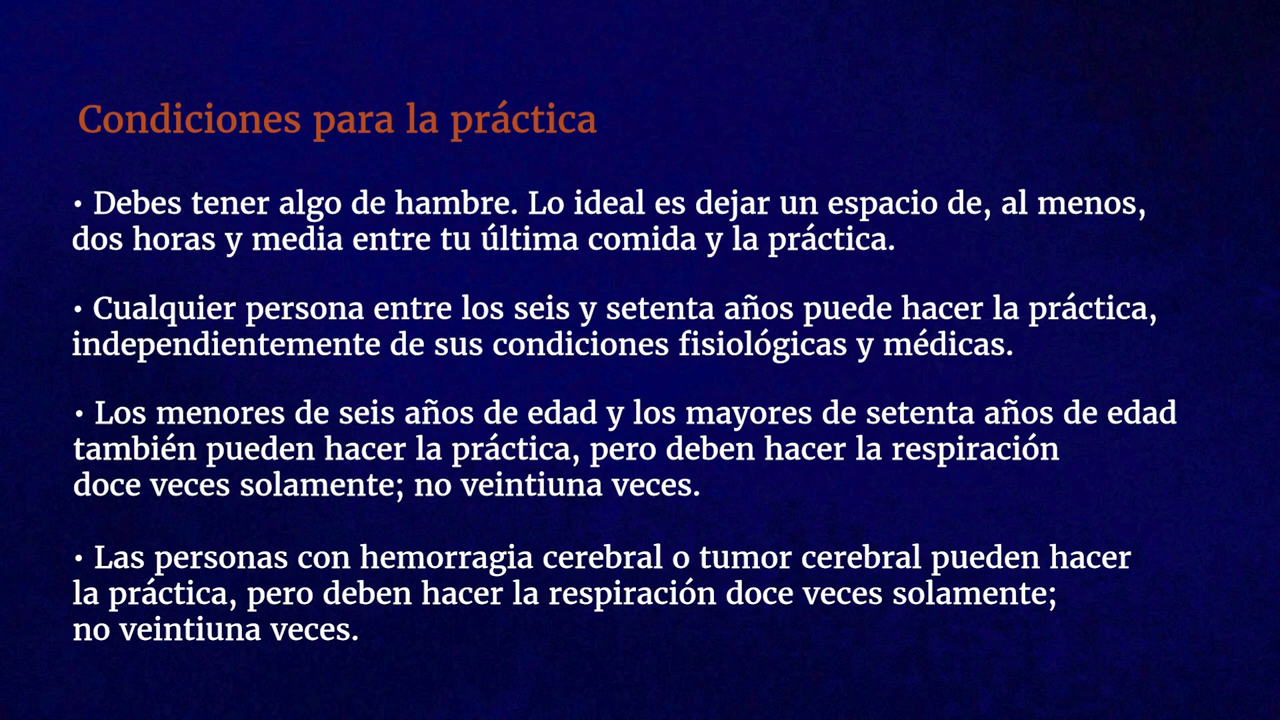 Condiciones para la práctica
• Debes tener algo de hambre. Lo ideal es dejar un espacio de, al menos,
dos horas y media entre tu última comida y la práctica.
• Cualquier persona entre los seis y setenta años puede hacer la práctica,
independientemente de sus condiciones fisiológicas y médicas.
• Los menores de seis años de edad y los mayores de setenta años de edad
también pueden hacer la práctica, pero deben hacer la respiración
doce veces solamente; no veintiuna veces.
• Las personas con hemorragia cerebral o tumor cerebral pueden hacer
la práctica, pero deben hacer la respiración doce veces solamente;
no veintiuna veces.